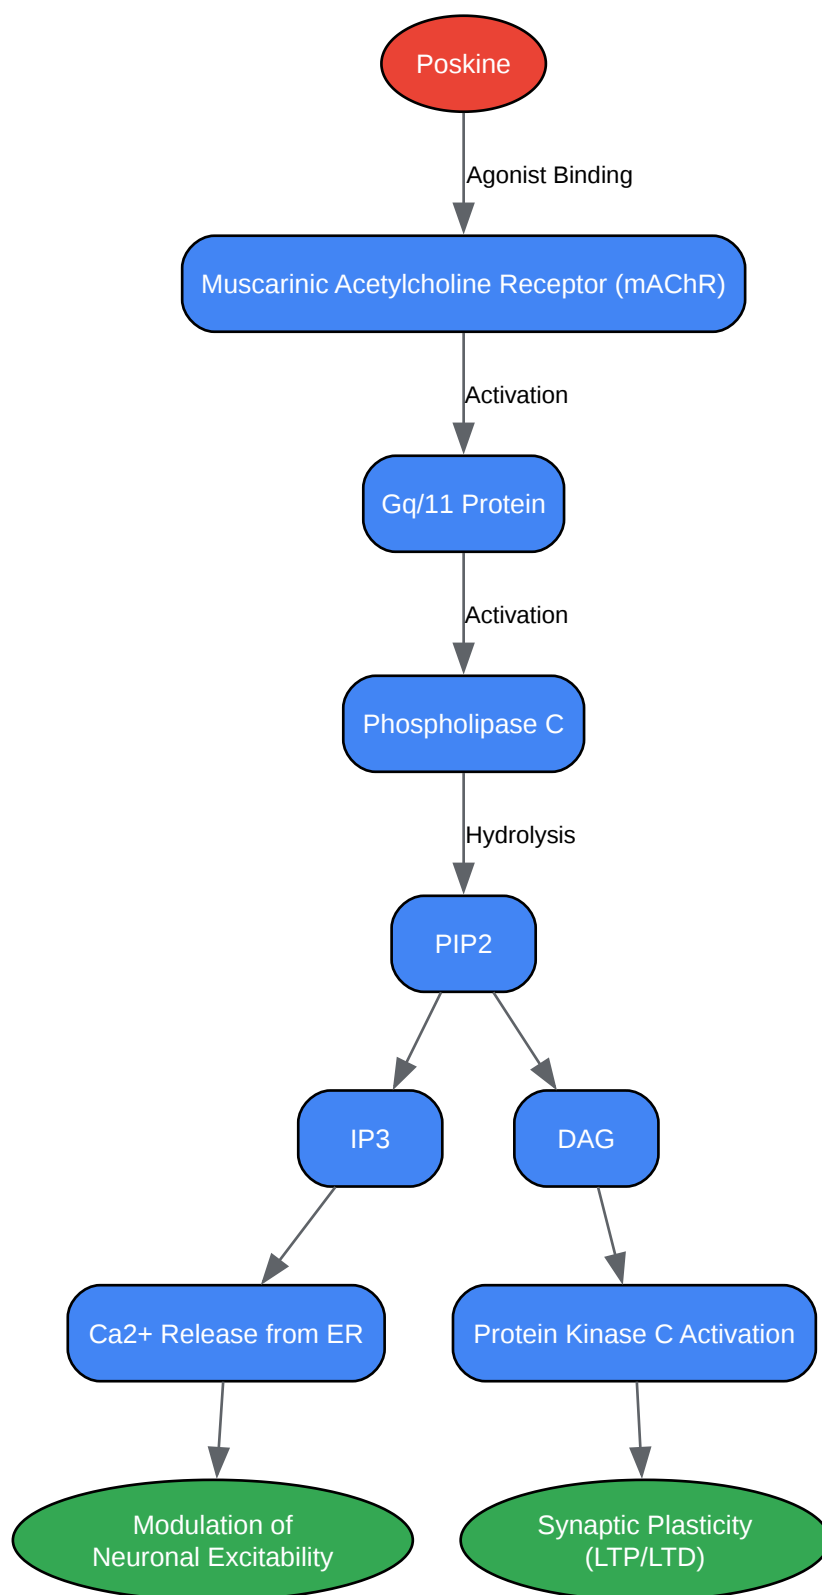 Poskine
Agonist Binding
Muscarinic Acetylcholine Receptor (mAChR)
Activation
Gq/11 Protein
Activation
Phospholipase C
Hydrolysis
PIP2
IP3
DAG
Ca2+ Release from ER
Protein Kinase C Activation
Modulation of
Neuronal Excitability
Synaptic Plasticity
(LTP/LTD)